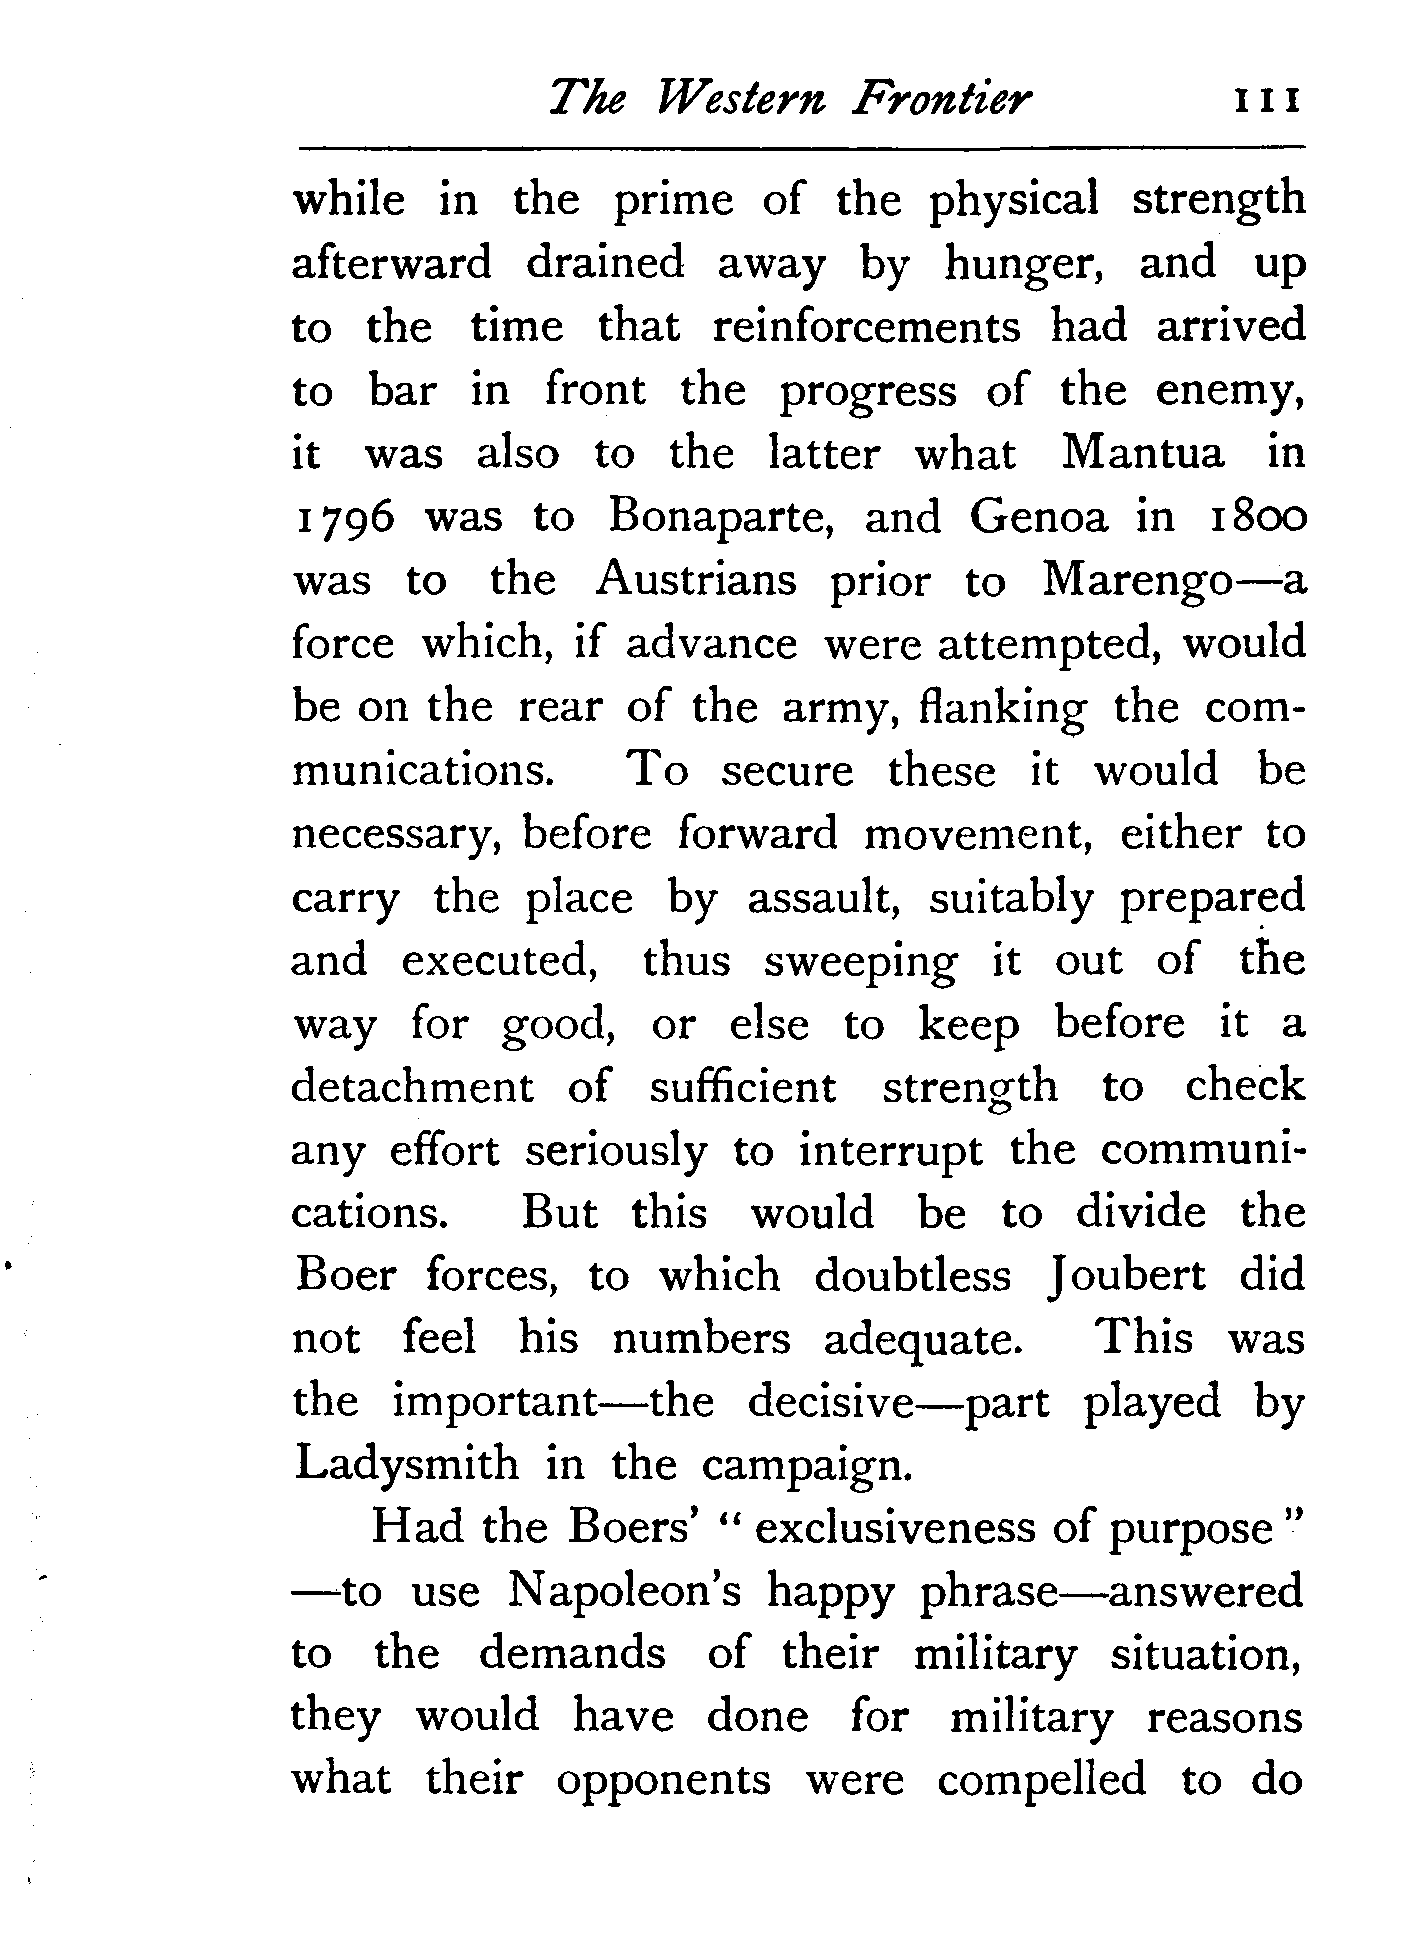 The Western Frontier 111
while in the prime of the physical strength
afterward drained away by hunger, and up
to the time that reinforcements had arrived
to bar in front the progress of the enemy,
it was also to the latter what Mantua in
1796 was to Bonaparte, and Genoa in 1800
was to the Austrians prior to Marengo—a
force which, if advance were attempted, would
be on the rear of the army, flanking the com-
munications. To secure these it would be
necessary, before forward movement, either to
carry the place by assault, suitably prepared
and executed, thus sweeping it out of the
way for good, or else to keep before it a
detachment of sufficient strength to check
any effort seriously to interrupt the communi-
cations. But this would be to divide the
Boer forces, to which doubtless Joubert did
not feel his numbers adequate. This was
the important—the decisive—part played by
Ladysmith in the campaign.
Had the Boers' “ exclusiveness of purpose ”
—to use Napoleon's happy phrase—answered
to the demands of their military situation,
they would have done for military reasons
what their opponents were compelled to do